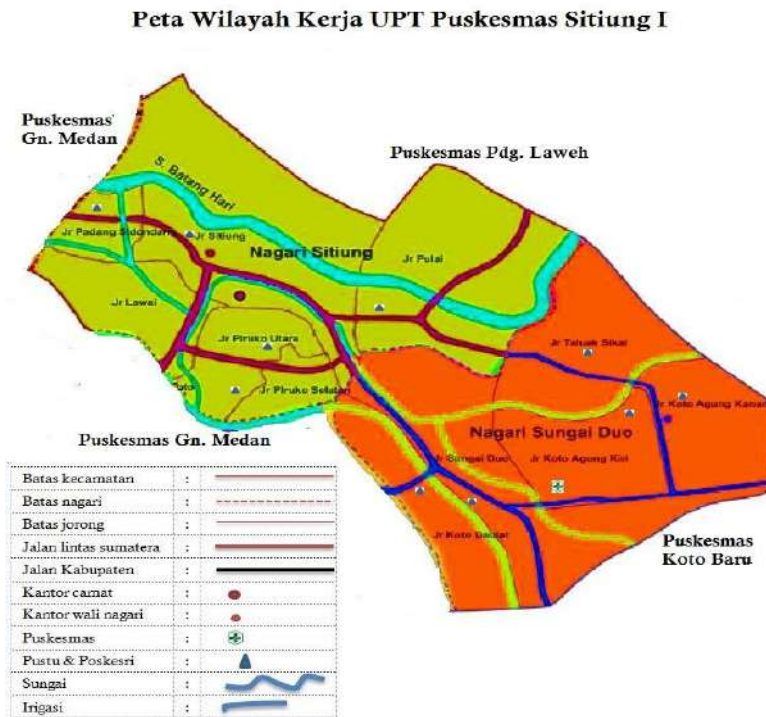 Peta Wilayah Kerja UPT Puskesmas Sitiung I
Puskesmas
Gn. Medan
Puskesmas Pdg. Laweh
S. Batang Hari
Jr Padang Sidondang
Jr Sitiung
Nagari Sitiung
Jr Pulai
Jr Lawai
Jr Piruko Utara
Jr Piruko Selatan
Jr Taluak Sikai
Puskesmas Gn. Medan
Jr Koto Agung Kanan
Nagari Sungai Duo
Jr Sungai Duo
Jr Koto Agung Kiri
Jr Koto
Puskesmas
Koto Baru
Batas kecamatan :
Batas nagari :
Batas jorong :
Jalan lintas sumatera :
Jalan Kabupaten :
Kantor camat :
Kantor wali nagari :
Puskesmas :
Pustu & Poskesri :
Sungai :
Irigasi :